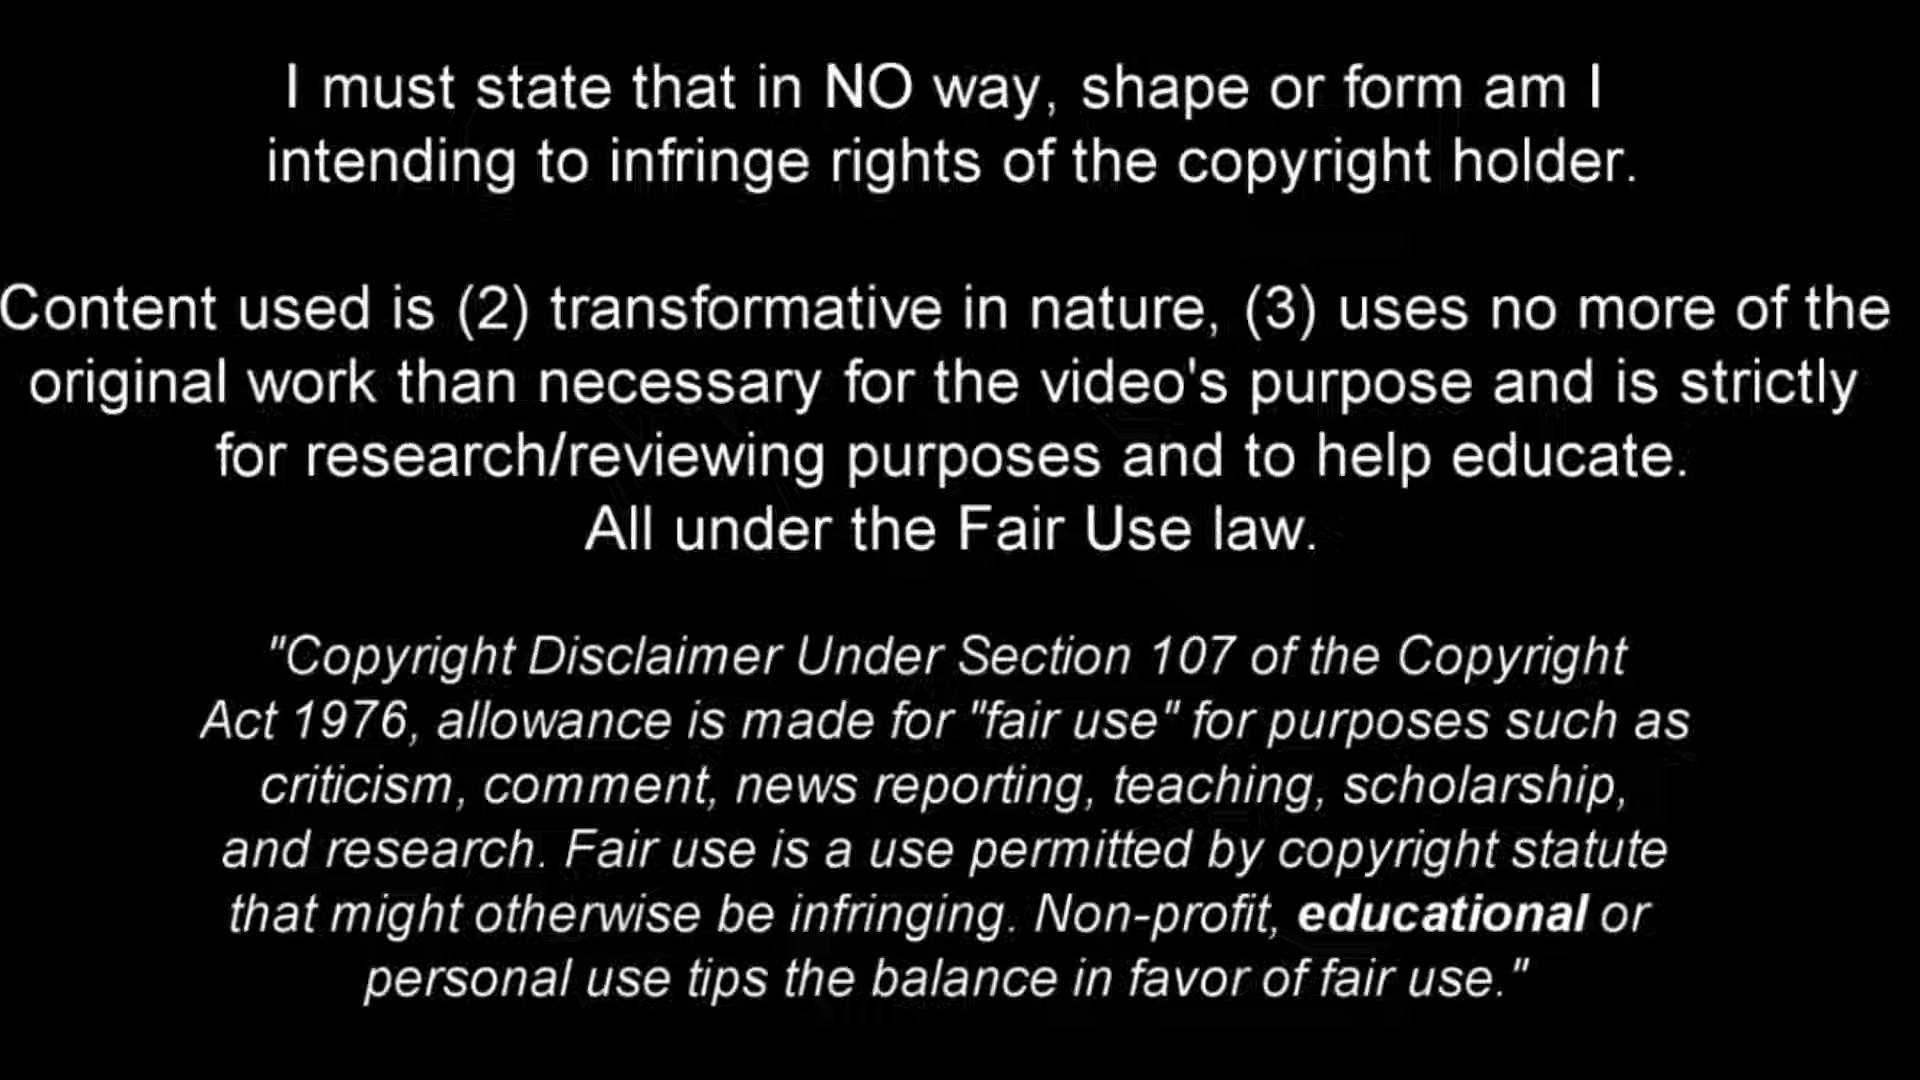 I must state that in NO way, shape or form am I
intending to infringe rights of the copyright holder.
Content used is (2) transformative in nature, (3) uses no more of the
original work than necessary for the video's purpose and is strictly
for research/reviewing purposes and to help educate.
All under the Fair Use law.
"Copyright Disclaimer Under Section 107 of the Copyright
Act 1976, allowance is made for "fair use" for purposes such as
criticism, comment, news reporting, teaching, scholarship,
and research. Fair use is a use permitted by copyright statute
that might otherwise be infringing. Non-profit, educational or
personal use tips the balance in favor of fair use."